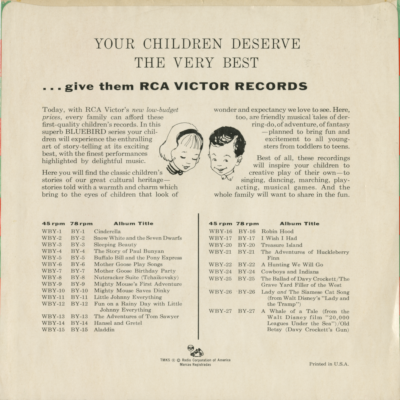 YOUR CHILDREN DESERVE
THE VERY BEST
...give them RCA VICTOR RECORDS
Today, with RCA Victor's new low-budget
prices, every family can afford these
first-quality children's records. In this
superb BLUEBIRD series your chil-
dren will experience the enthralling
art of story-telling at its exciting
best, with the finest performances
highlighted by delightful music.
Here you will find the classic children's
stories of our great cultural heritage—
stories told with a warmth and charm which
bring to the eyes of children that look of
wonder and expectancy we love to see. Here,
too, are friendly musical tales of der-
ring-do, of adventure, of fantasy
—planned to bring fun and
excitement to all young-
sters from toddlers to teens.
Best of all, these recordings
will inspire your children to
creative play of their own—to
singing, dancing, marching, play-
acting, musical games. And the
whole family will want to share in the fun.
45 rpm 78 rpm Album Title
WBY-1 BY-1 Cinderella
WBY-2 BY-2 Snow White and the Seven Dwarfs
WBY-3 BY-3 Sleeping Beauty
WBY-4 BY-4 The Story of Paul Bunyan
WBY-5 BY-5 Buffalo Bill and the Pony Express
WBY-6 BY-6 Mother Goose Play Songs
WBY-7 BY-7 Mother Goose Birthday Party
WBY-8 BY-8 Nutcracker Suite (Tchaikovsky)
WBY-9 BY-9 Mighty Mouse's First Adventure
WBY-10 BY-10 Mighty Mouse Saves Dinky
WBY-11 BY-11 Little Johnny Everything
WBY-12 BY-12 Fun on a Rainy Day with Little
Johnny Everything
WBY-13 BY-13 The Adventures of Tom Sawyer
WBY-14 BY-14 Hansel and Gretel
WBY-15 BY-15 Aladdin
45 rpm 78 rpm Album Title
WBY-16 BY-16 Robin Hood
WBY-17 BY-17 I Wish I Had
WBY-20 BY-20 Treasure Island
WBY-21 BY-21 The Adventures of Huckleberry
Finn
WBY-22 BY-22 A Hunting We Will Go
WBY-24 BY-24 Cowboys and Indians
WBY-25 BY-25 The Ballad of Davy Crockett/The
Grave Yard Filler of the West
WBY-26 BY-26 Lady and The Siamese Cat Song
(from Walt Disney's "Lady and
the Tramp")
WBY-27 BY-27 A Whale of a Tale (from the
Walt Disney film "20,000
Leagues Under the Sea")/Old
Betsy (Davy Crockett's Gun)
TMKS ® © Radio Corporation of America
Marcas Registradas
Printed in U.S.A.